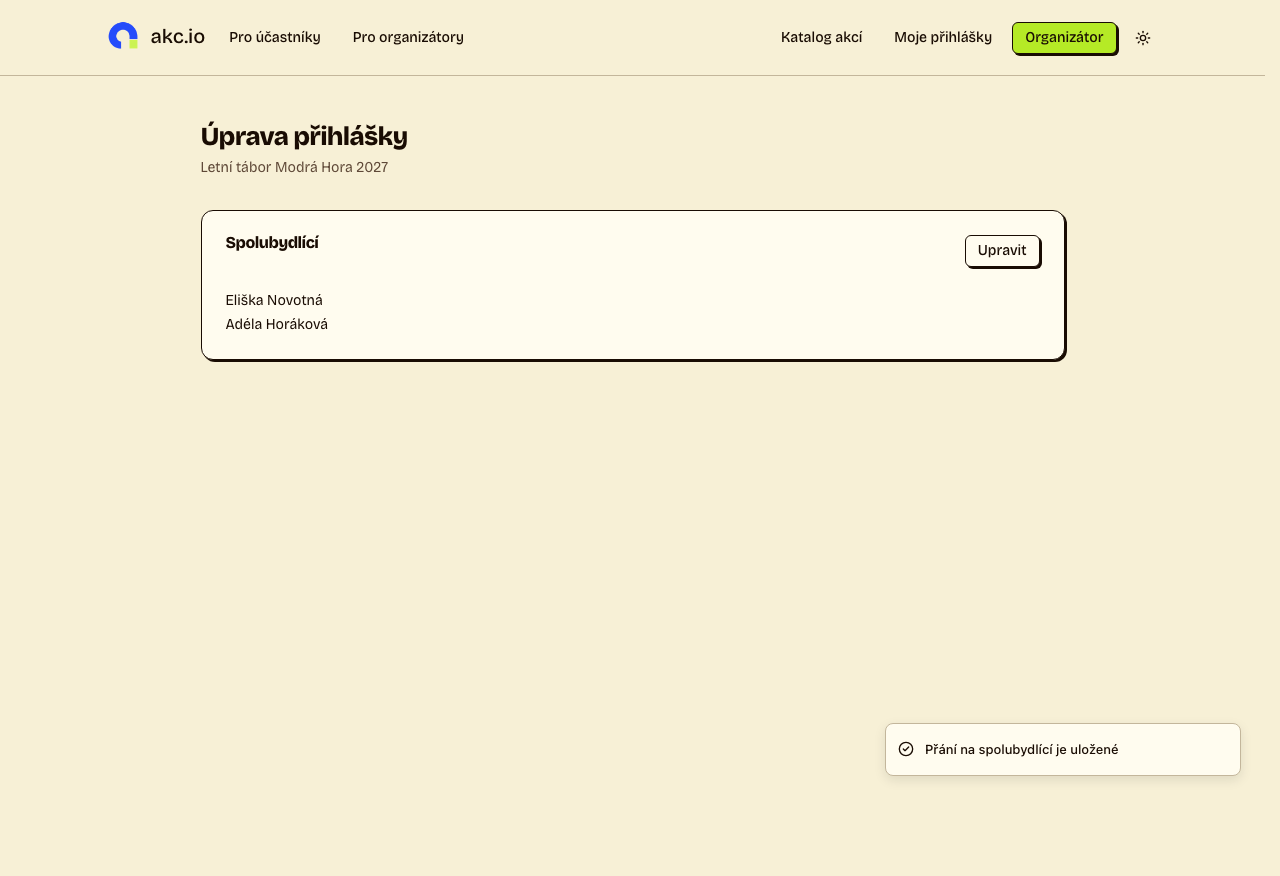 akc.io
Pro účastníky
Pro organizátory
Katalog akcí
Moje přihlášky
Organizátor
Úprava přihlášky
Letní tábor Modrá Hora 2027
Spolubydlící
Upravit
Eliška Novotná
Adéla Horáková
Přání na spolubydlící je uložené